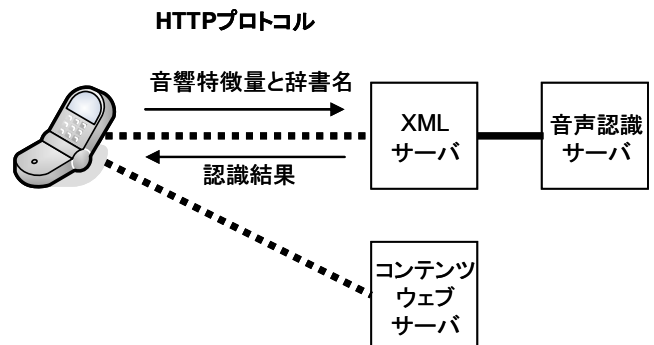 HTTPプロトコル
音響特徴量と辞書名
認識結果
XML
サーバ
音声認識
サーバ
コンテンツ
ウェブ
サーバ